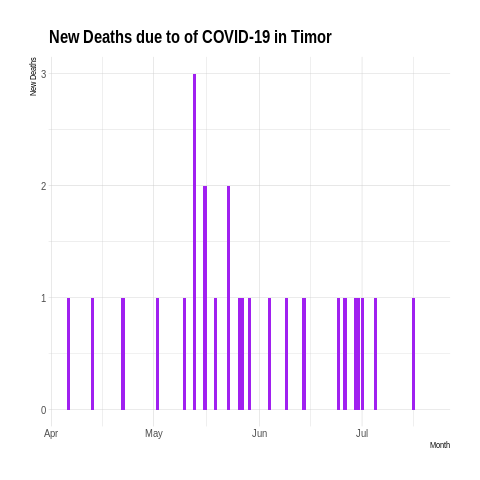 New Deaths due to of COVID-19 in Timor
New Deaths
3
2
1
0
Apr May Jun Jul
Month